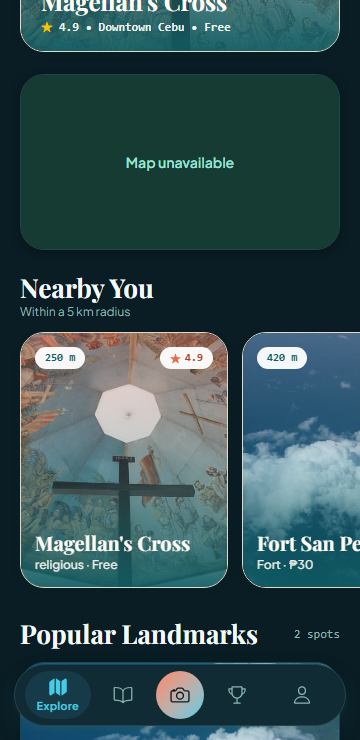 Magellan's Cross
★ 4.9 • Downtown Cebu • Free
Map unavailable
Nearby You
Within a 5 km radius
250 m
★ 4.9
420 m
Magellan's Cross
religious · Free
Fort San Pe
Fort · ₱30
Popular Landmarks
2 spots
Explore